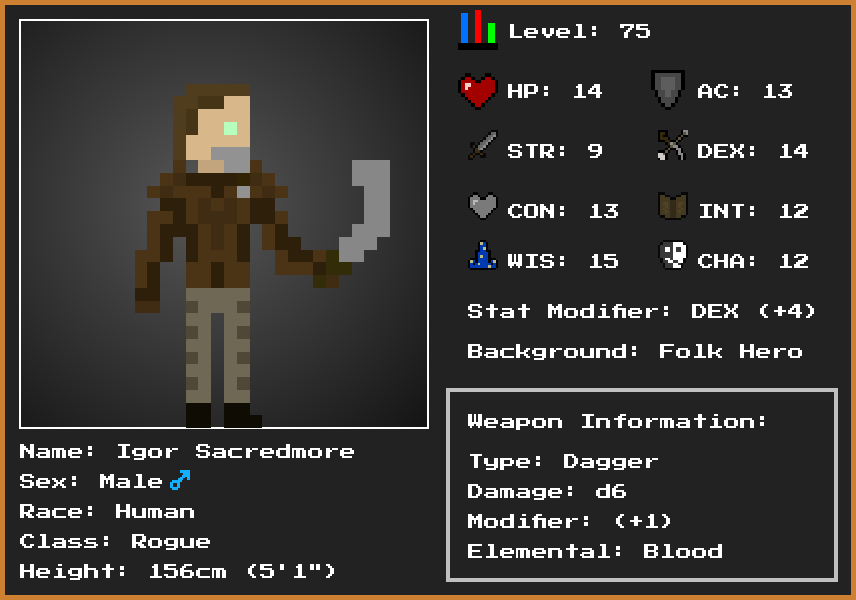 Level: 75
HP: 14
AC: 13
STR: 9
DEX: 14
CON: 13
INT: 12
WIS: 15
CHA: 12
Stat Modifier: DEX (+4)
Background: Folk Hero
Weapon Information:
Type: Dagger
Damage: d6
Modifier: (+1)
Elemental: Blood
Name: Igor Sacredmore
Sex: Male♂
Race: Human
Class: Rogue
Height: 156cm (5'1")